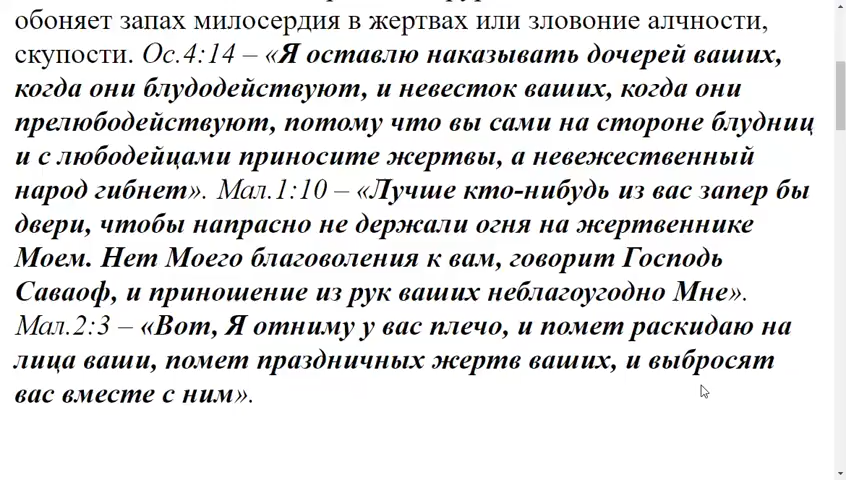 обоняет запах милосердия в жертвах или зловоние алчности,
скупости. Ос.4:14 – «Я оставлю наказывать дочерей ваших,
когда они блудодействуют, и невесток ваших, когда они
прелюбодействуют, потому что вы сами на стороне блудниц
и с любодейцами приносите жертвы, а невежественный
народ гибнет». Мал.1:10 – «Лучше кто-нибудь из вас запер бы
двери, чтобы напрасно не держали огня на жертвеннике
Моем. Нет Моего благоволения к вам, говорит Господь
Саваоф, и приношение из рук ваших неблагоугодно Мне».
Мал.2:3 – «Вот, Я отниму у вас плечо, и помет раскидаю на
лица ваши, помет праздничных жертв ваших, и выбросят
вас вместе с ним».